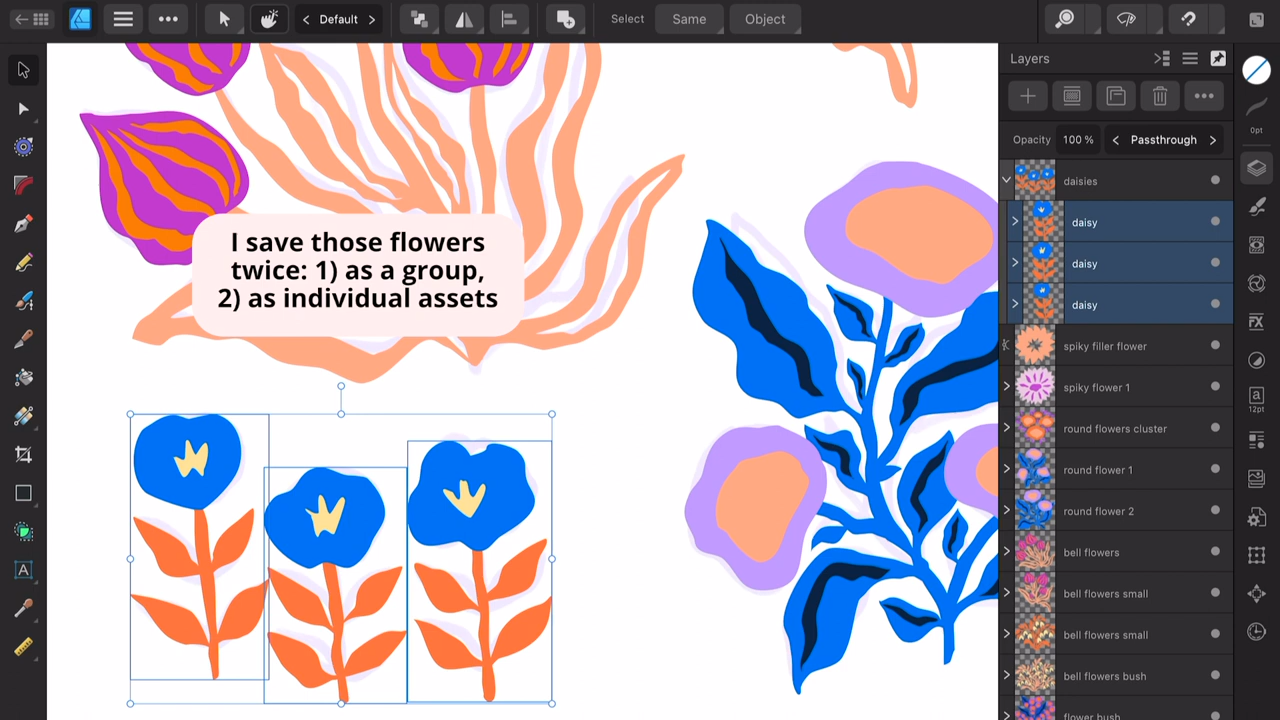 Default
Select
Same
Object
Layers
Opacity 100 % Passthrough
0pt
daisies
daisy
daisy
daisy
spiky filler flower
spiky flower 1
round flowers cluster
round flower 1
round flower 2
bell flowers
bell flowers small
bell flowers small
bell flowers bush
flower bush
FX
a
12pt
A
I save those flowers
twice: 1) as a group,
2) as individual assets